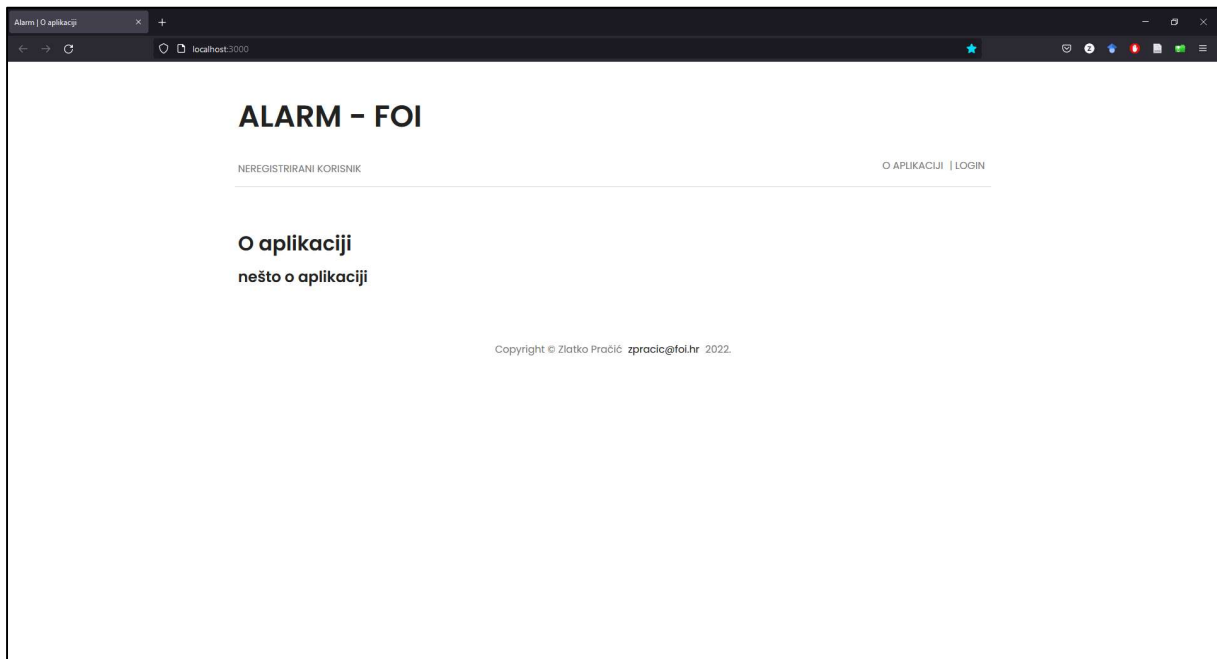 Alarm | O aplikaciji
localhost:3000
ALARM - FOI
NEREGISTRIRANI KORISNIK
O APLIKACIJI | LOGIN
O aplikaciji
nešto o aplikaciji
Copyright © Zlatko Pračić zpracic@foi.hr 2022.